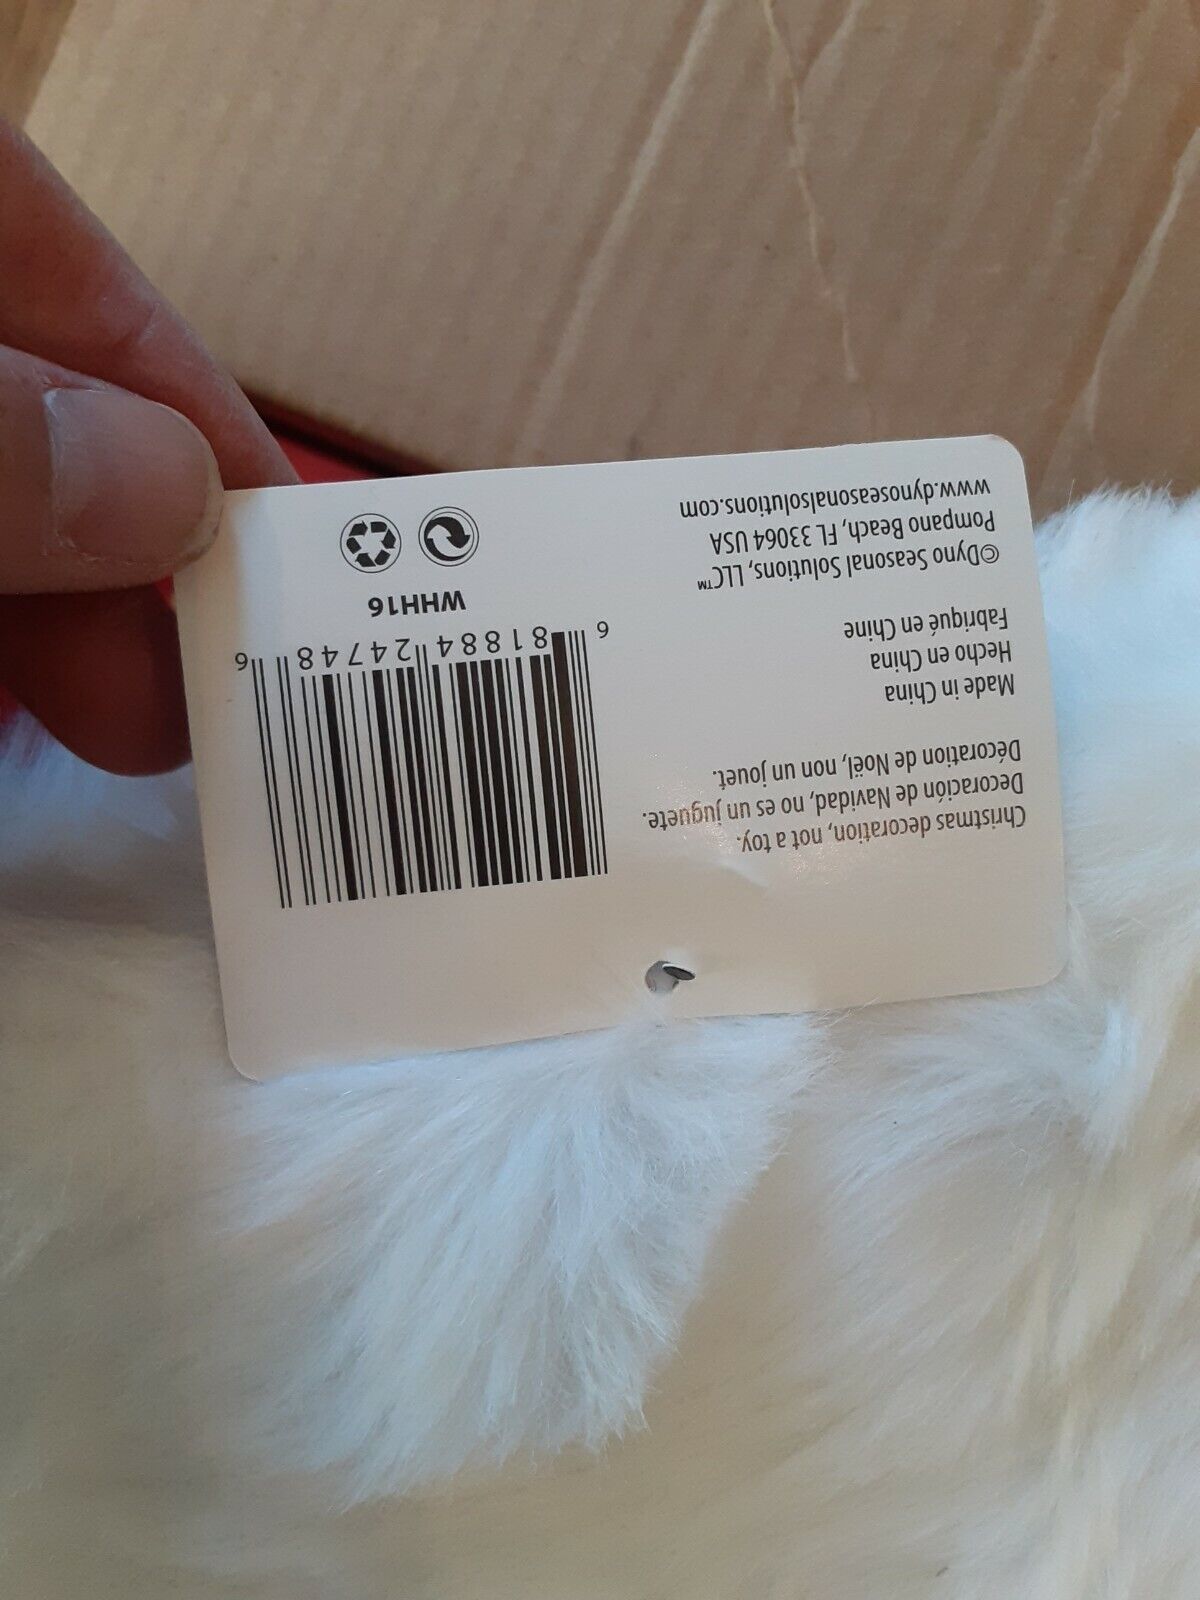 Christmas decoration, not a toy.
Decoración de Navidad, no es un juguete.
Décoration de Noël, non un jouet.
Made in China
Hecho en China
Fabriqué en Chine
©Dyno Seasonal Solutions, LLC™
Pompano Beach, FL 33064 USA
www.dynoseasonalsolutions.com
6 81884 24748 6
WHH16